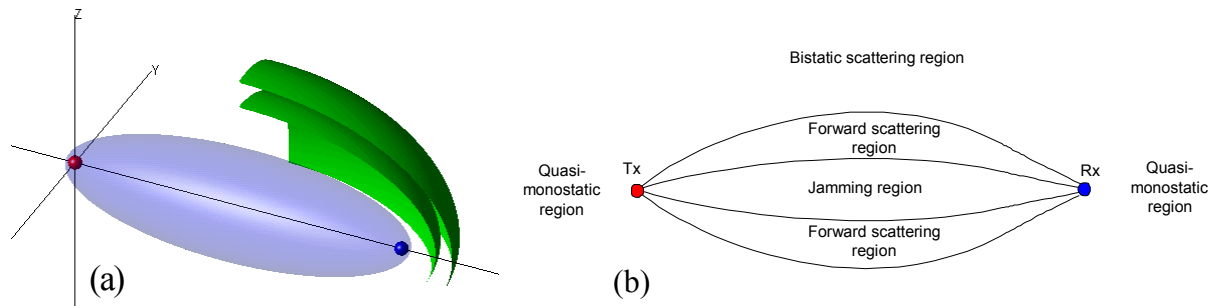 Z
Y
(a)
Bistatic scattering region
Forward scattering
region
Quasi-
monostatic
region
Tx
Jamming region
Rx
Quasi-
monostatic
region
Forward scattering
region
(b)